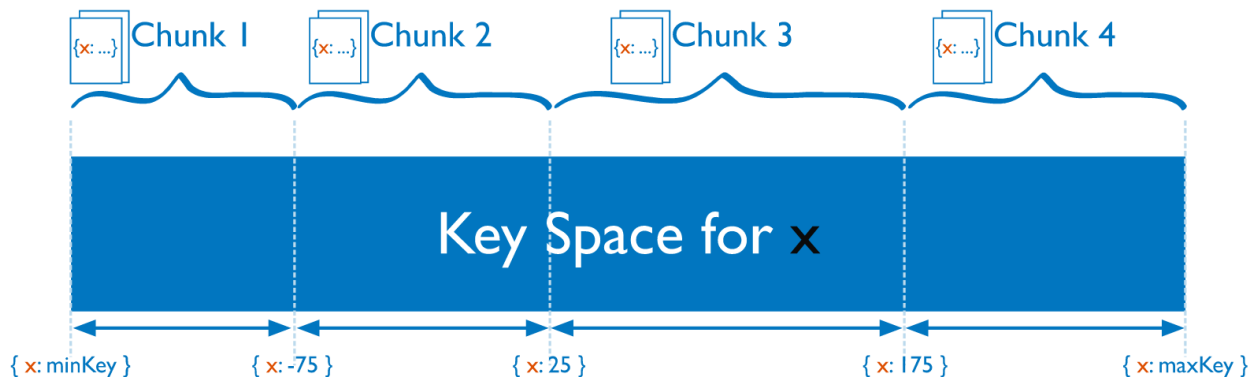 {x: ...} Chunk 1 {x: ...} Chunk 2 {x: ...} Chunk 3 {x: ...} Chunk 4
Key Space for x
{ x: minKey } { x: -75 } { x: 25 } { x: 175 } { x: maxKey }